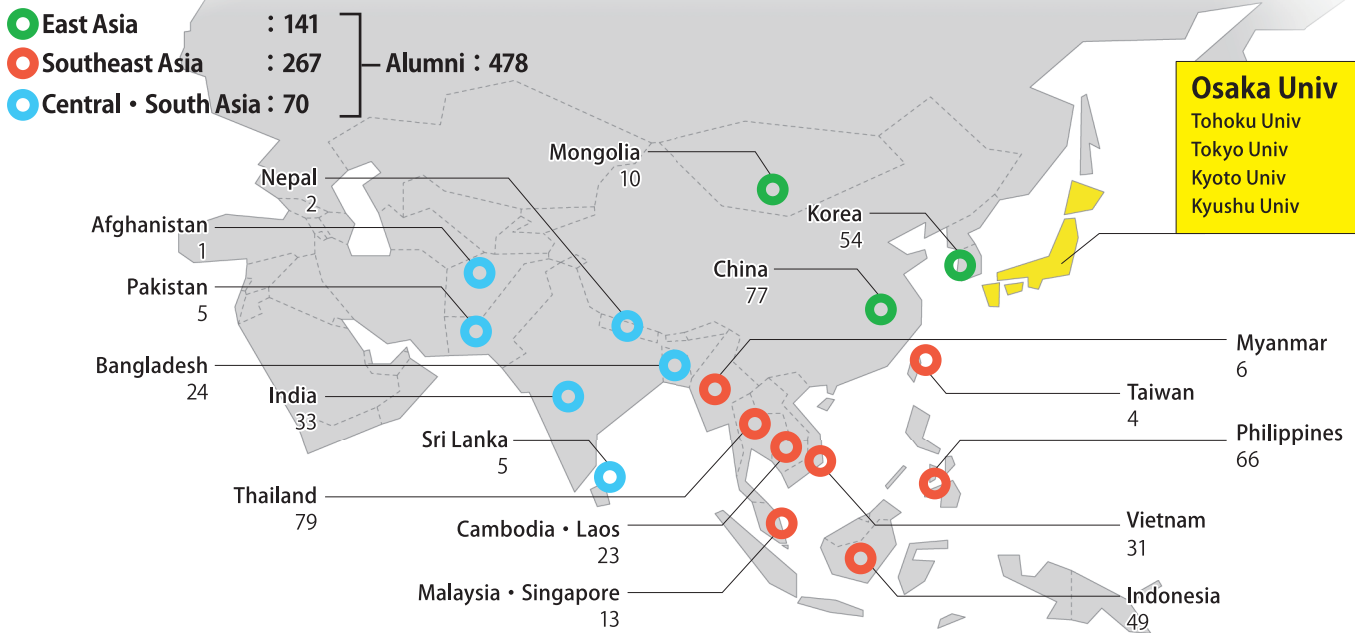 East Asia : 141
Southeast Asia : 267
Central・South Asia : 70
Alumni : 478
Osaka Univ
Tohoku Univ
Tokyo Univ
Kyoto Univ
Kyushu Univ
Mongolia
10
Nepal
2
Korea
54
Afghanistan
1
China
77
Pakistan
5
Myanmar
6
Bangladesh
24
India
33
Taiwan
4
Sri Lanka
5
Philippines
66
Thailand
79
Cambodia・Laos
23
Vietnam
31
Malaysia・Singapore
13
Indonesia
49